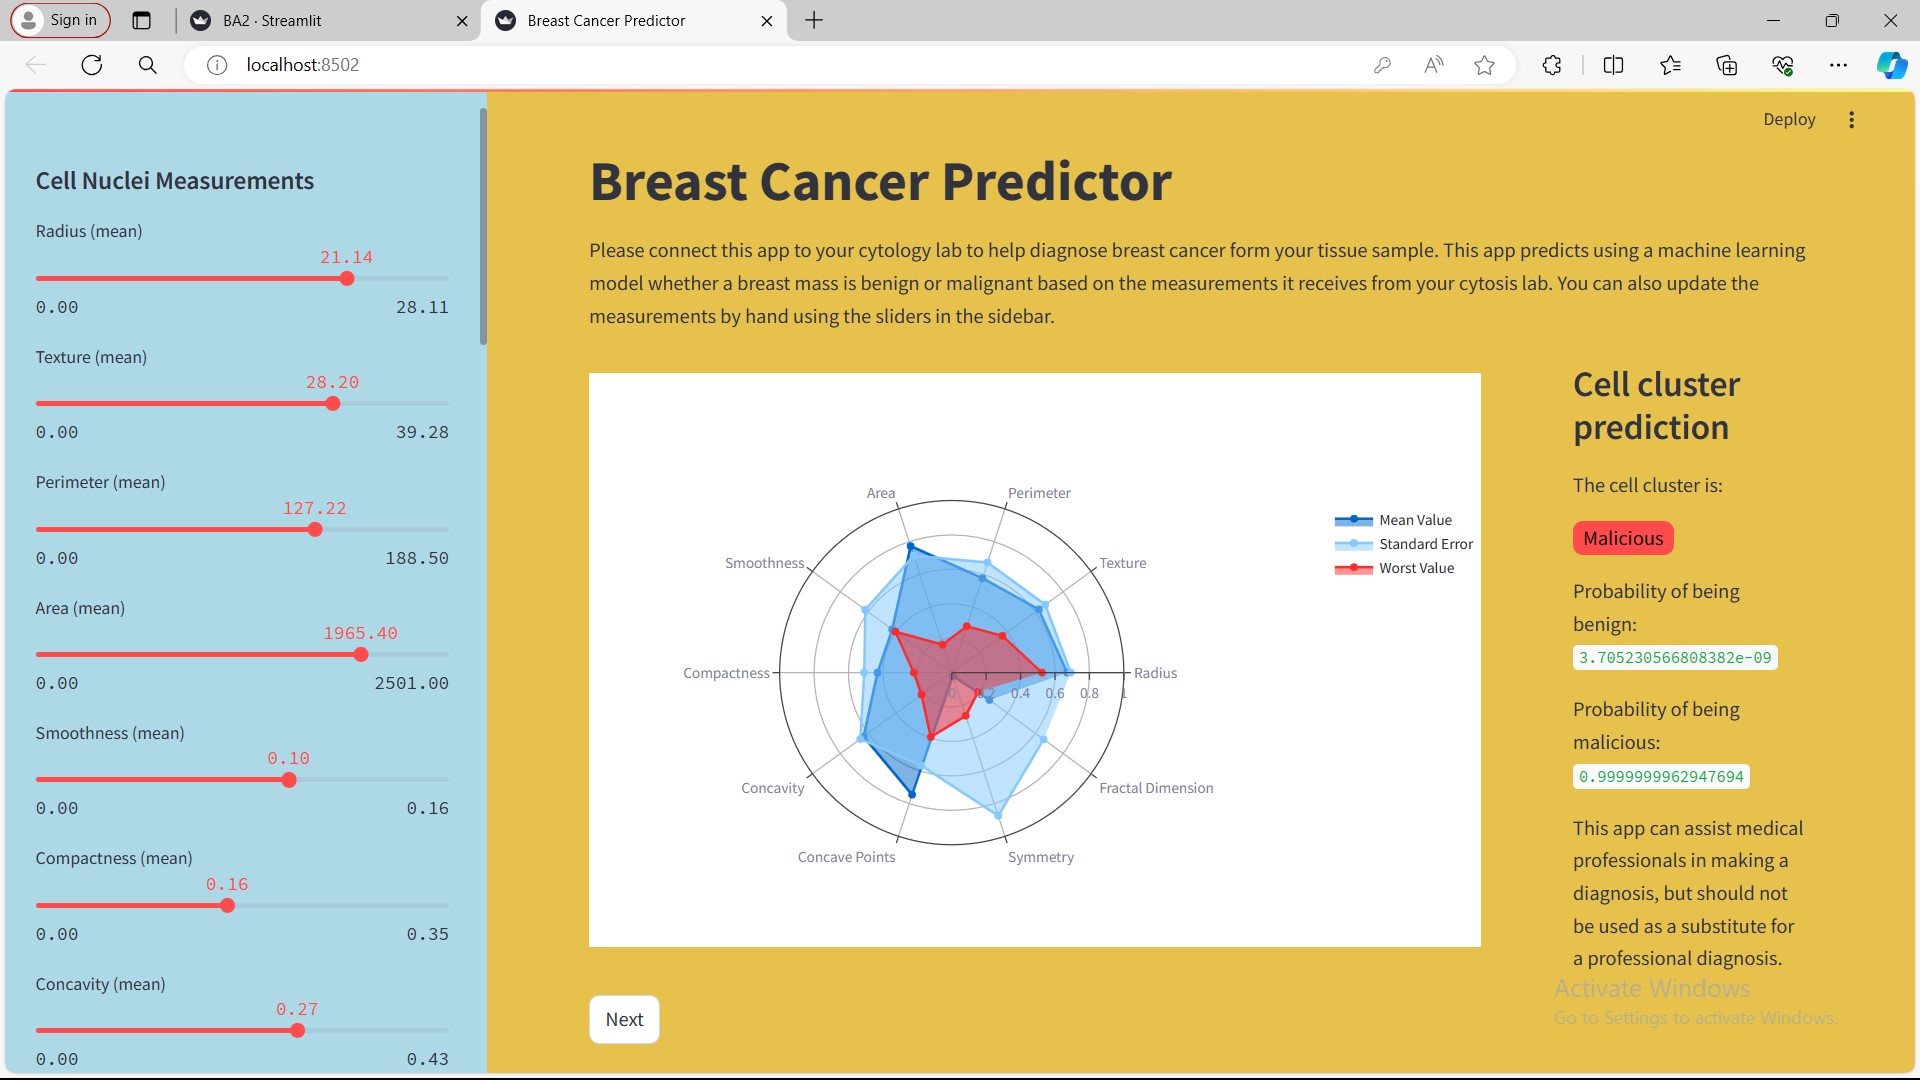 Sign in
BA2 · Streamlit
Breast Cancer Predictor
localhost:8502
Deploy
Cell Nuclei Measurements
Radius (mean)
21.14
0.00 28.11
Texture (mean)
28.20
0.00 39.28
Perimeter (mean)
127.22
0.00 188.50
Area (mean)
1965.40
0.00 2501.00
Smoothness (mean)
0.10
0.00 0.16
Compactness (mean)
0.16
0.00 0.35
Concavity (mean)
0.27
0.00 0.43
Breast Cancer Predictor
Please connect this app to your cytology lab to help diagnose breast cancer form your tissue sample. This app predicts using a machine learning
model whether a breast mass is benign or malignant based on the measurements it receives from your cytosis lab. You can also update the
measurements by hand using the sliders in the sidebar.
Area
Perimeter
Smoothness
Texture
Compactness
Radius
0 0.2 0.4 0.6 0.8 1
Concavity
Fractal Dimension
Concave Points
Symmetry
Mean Value
Standard Error
Worst Value
Next
Cell cluster
prediction
The cell cluster is:
Malicious
Probability of being
benign:
3.705230566808382e-09
Probability of being
malicious:
0.9999999962947694
This app can assist medical
professionals in making a
diagnosis, but should not
be used as a substitute for
a professional diagnosis.
Activate Windows
Go to Settings to activate Windows.